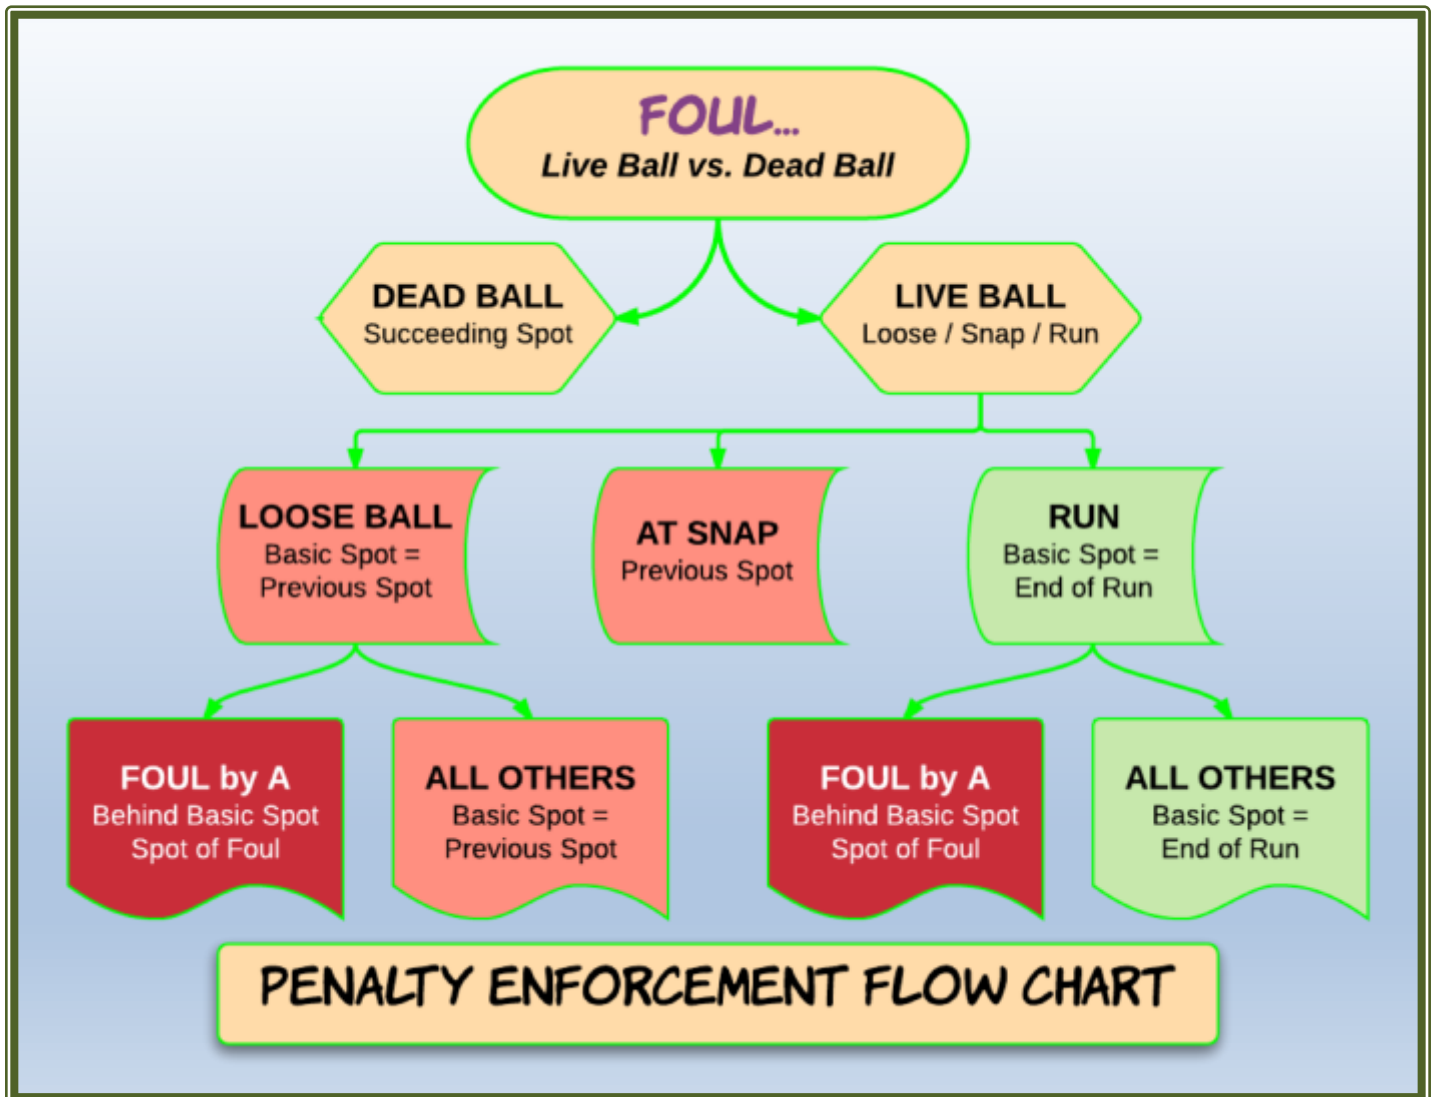 FOUL...
Live Ball vs. Dead Ball
DEAD BALL
Succeeding Spot
LIVE BALL
Loose / Snap / Run
LOOSE BALL
Basic Spot =
Previous Spot
AT SNAP
Previous Spot
RUN
Basic Spot =
End of Run
FOUL by A
Behind Basic Spot
Spot of Foul
ALL OTHERS
Basic Spot =
Previous Spot
FOUL by A
Behind Basic Spot
Spot of Foul
ALL OTHERS
Basic Spot =
End of Run
PENALTY ENFORCEMENT FLOW CHART